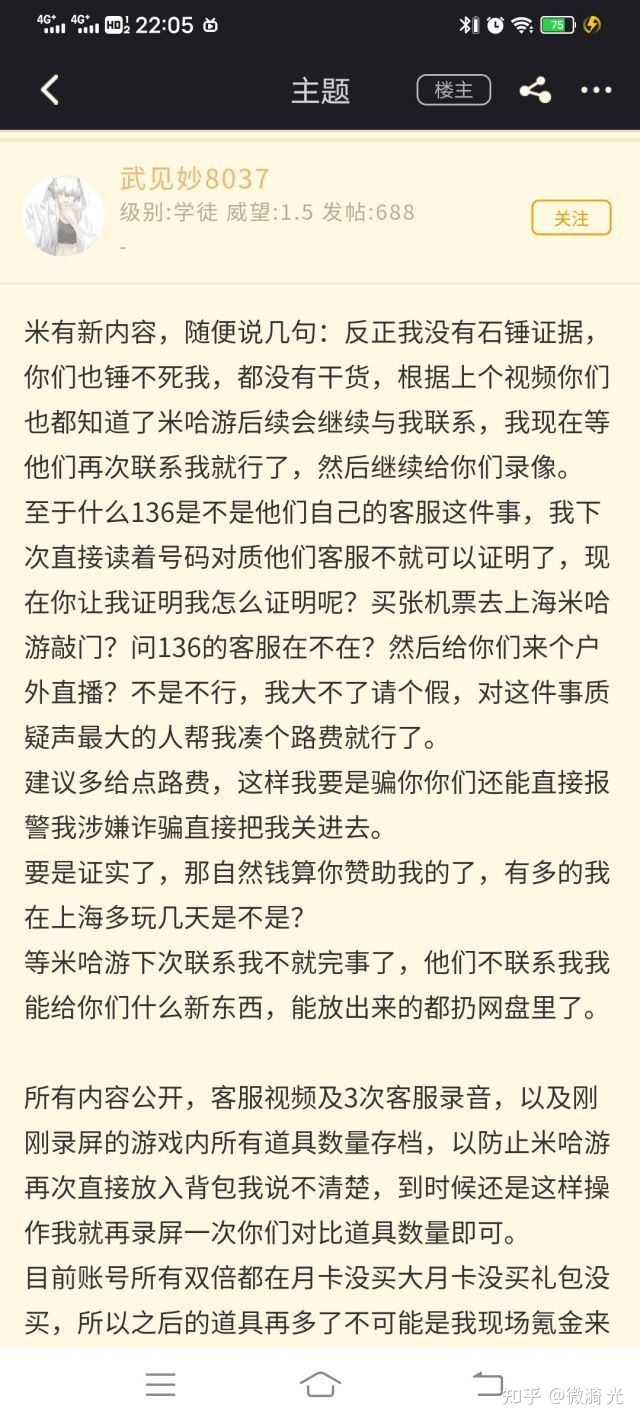 4G+ 4G+ HD 1 2 22:05 75
主题 楼主
武见妙8037
级别:学徒 威望:1.5 发帖:688
关注
-
米有新内容，随便说几句：反正我没有石锤证据，
你们也锤不死我，都没有干货，根据上个视频你们
也都知道了米哈游后续会继续与我联系，我现在等
他们再次联系我就行了，然后继续给你们录像。
至于什么136是不是他们自己的客服这件事，我下
次直接读着号码对质他们客服不就可以证明了，现
在你让我证明我怎么证明呢？买张机票去上海米哈
游敲门？问136的客服在不在？然后给你们来个户
外直播？不是不行，我大不了请个假，对这件事质
疑声最大的人帮我凑个路费就行了。
建议多给点路费，这样我要是骗你你们还能直接报
警我涉嫌诈骗直接把我关进去。
要是证实了，那自然钱算你赞助我的了，有多的我
在上海多玩几天是不是？
等米哈游下次联系我不就完事了，他们不联系我我
能给你们什么新东西，能放出来的都扔网盘里了。
所有内容公开，客服视频及3次客服录音，以及刚
刚录屏的游戏内所有道具数量存档，以防止米哈游
再次直接放入背包我说不清楚，到时候还是这样操
作我就再录屏一次你们对比道具数量即可。
目前账号所有双倍都在月卡没买大月卡没买礼包没
买，所以之后的道具再多了不可能是我现场氪金来
知乎 @微漪光